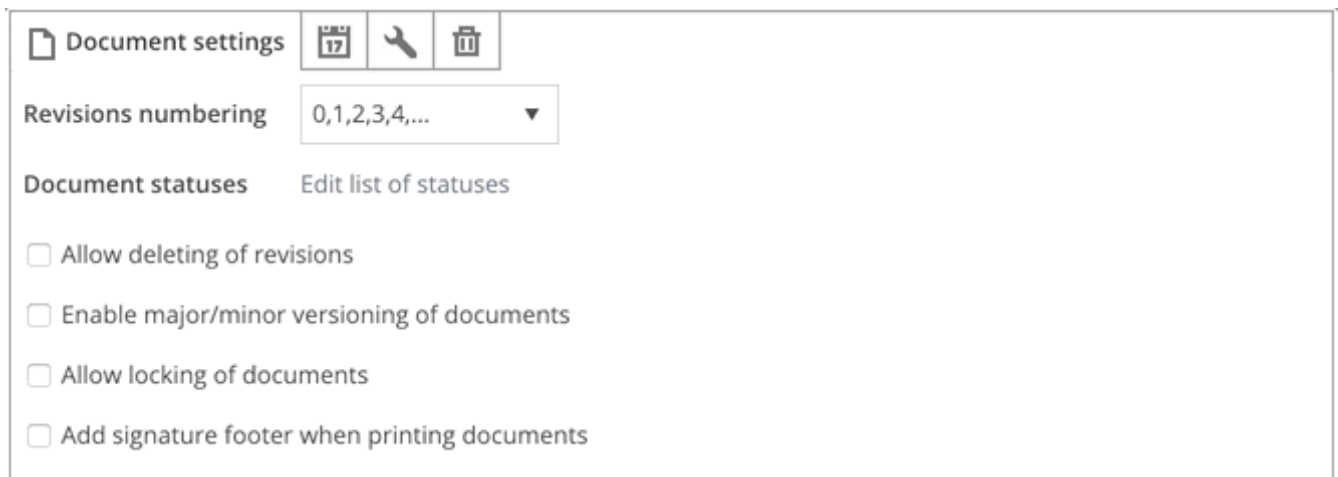 Document settings 17
Revisions numbering 0,1,2,3,4,...
Document statuses Edit list of statuses
Allow deleting of revisions
Enable major/minor versioning of documents
Allow locking of documents
Add signature footer when printing documents